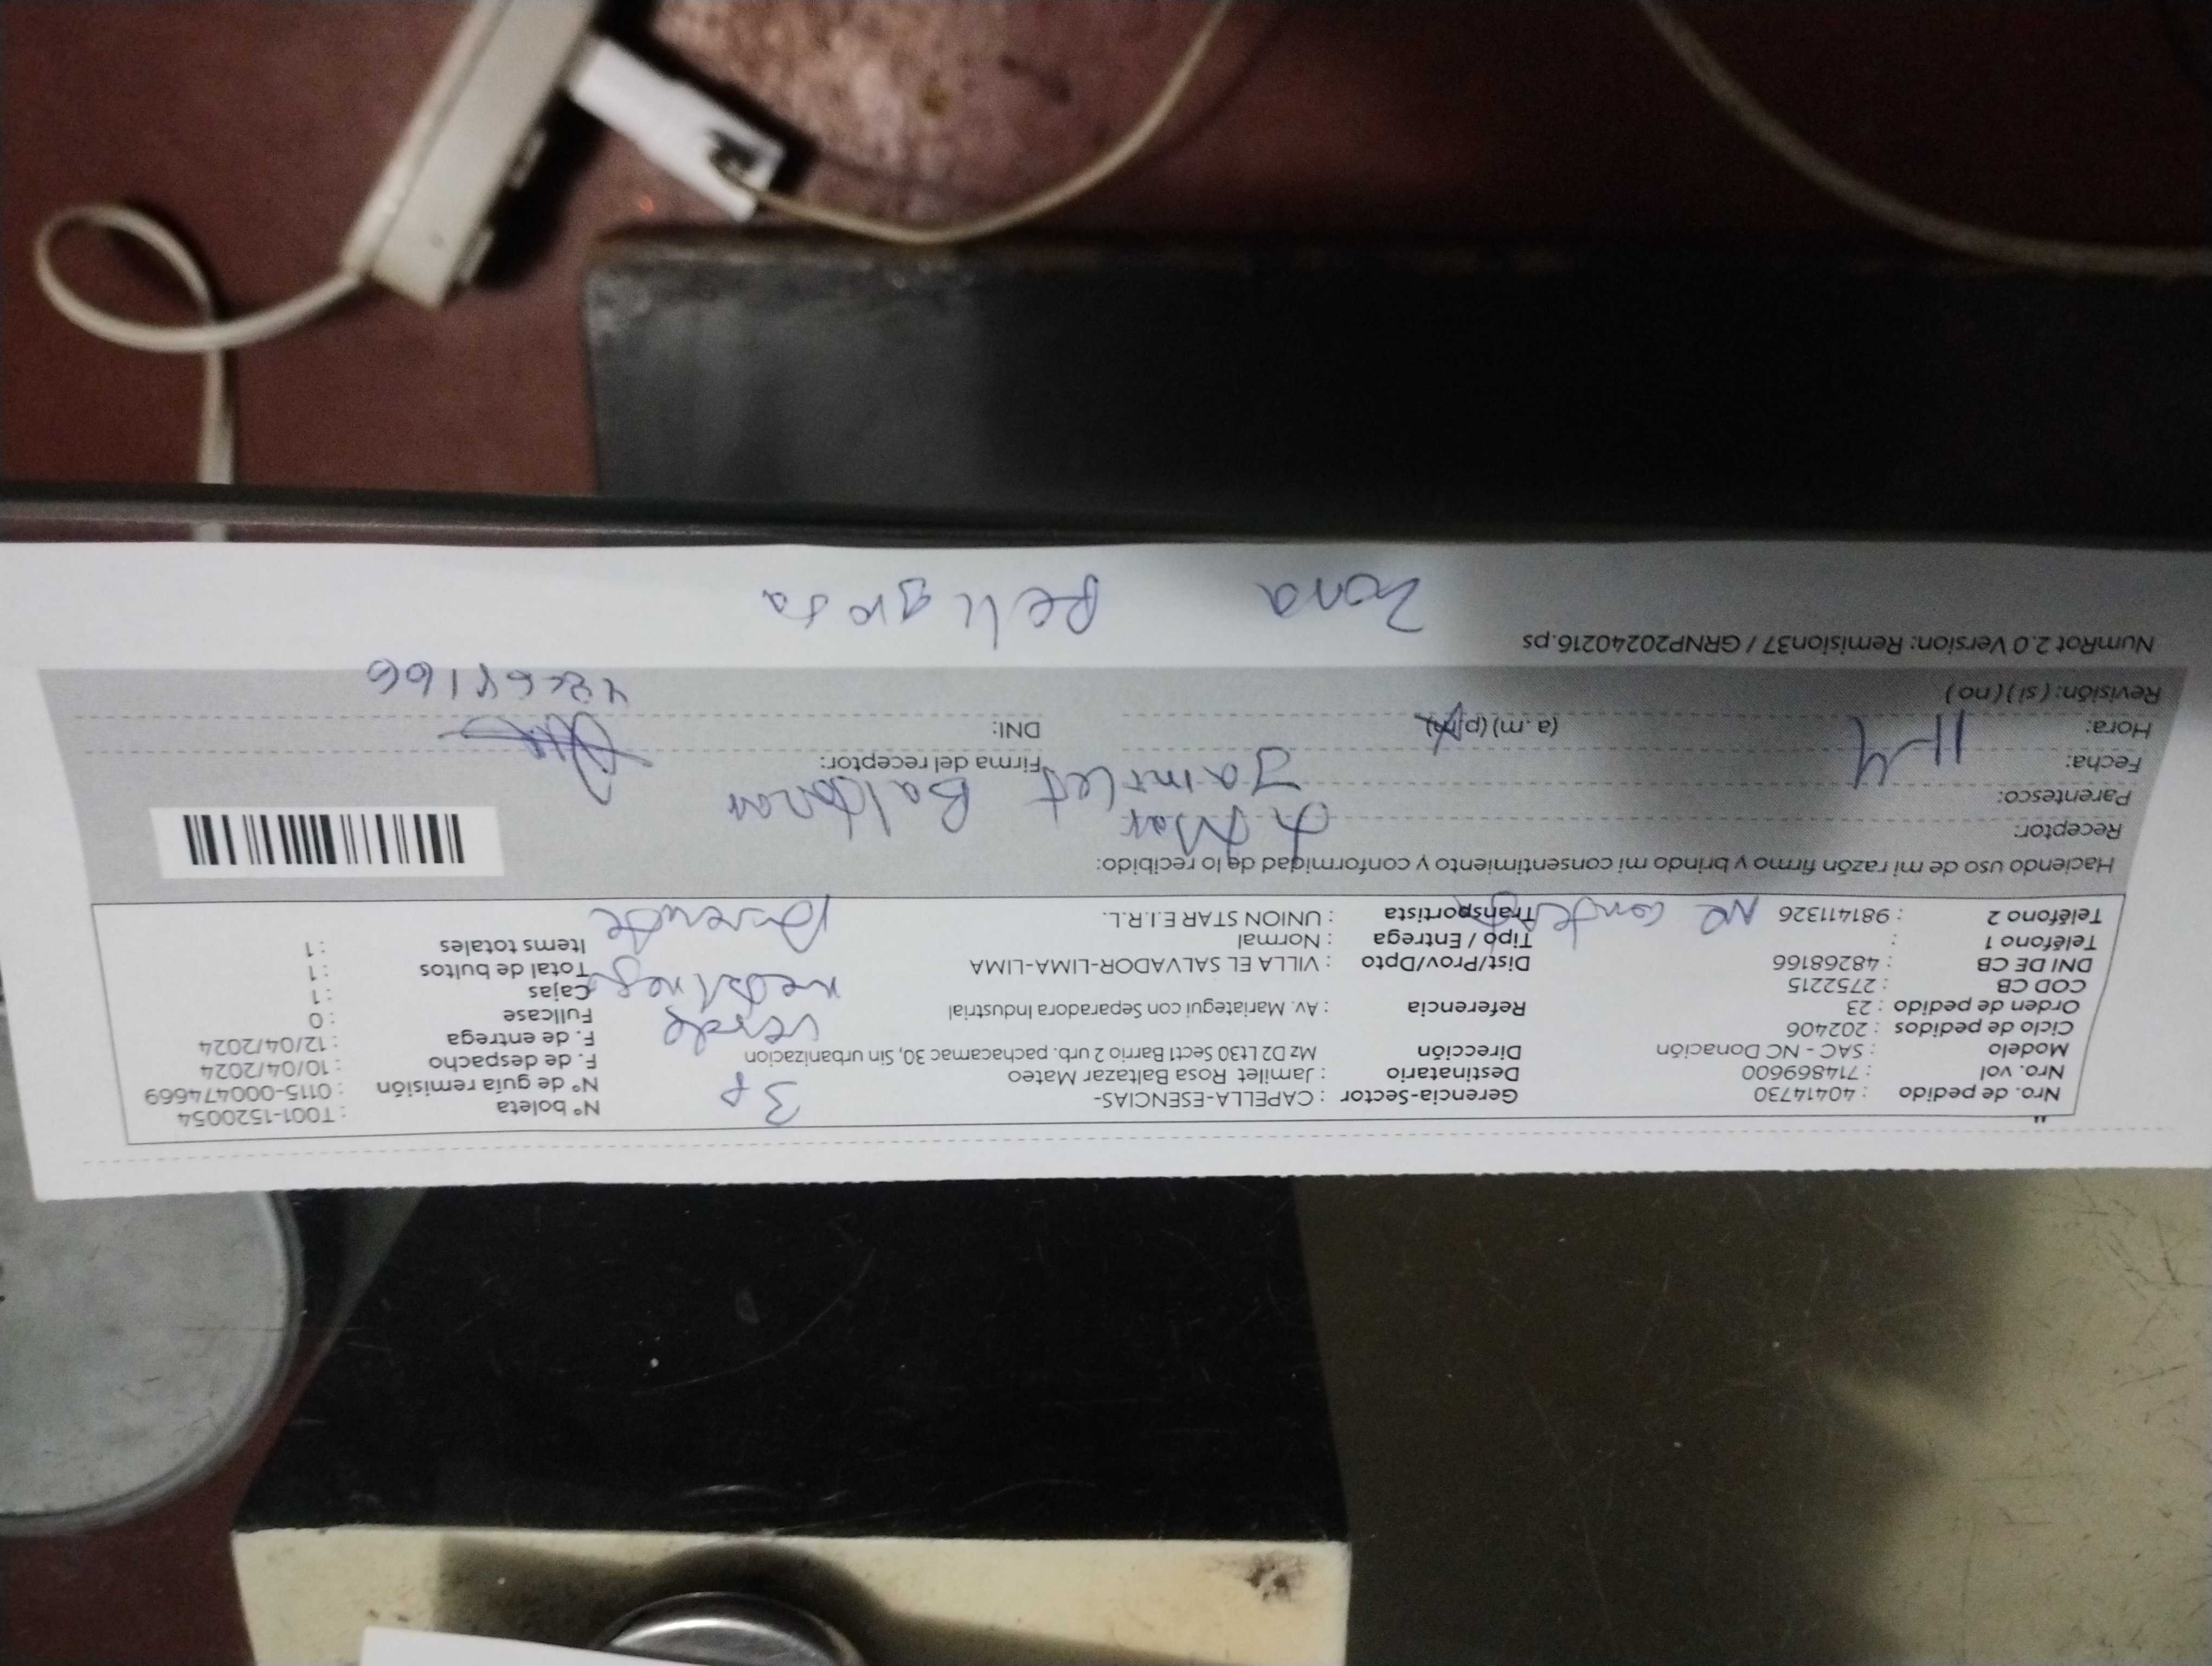 Nro. de pedido : 40414730
Nro. vol : 714869600
Modelo : SAC - NC Donación
Ciclo de pedidos : 202406
Orden de pedido : 23
COD CB : 2752215
DNI DE CB : 48268166
Teléfono 1 :
Teléfono 2 : 981411326
No contesta
Gerencia-Sector : CAPELLA-ESENCIAS-
Destinatario : Jamilet Rosa Baltazar Mateo
Dirección Mz D2 Lt30 Sect1 Barrio 2 urb. pachacamac 30, Sin urbanizacion
Referencia : Av. Mariategui con Separadora Industrial
Dist/Prov/Dpto : VILLA EL SALVADOR-LIMA-LIMA
Tipo / Entrega : Normal
Transportista : UNION STAR E.I.R.L.
3p
verde
N° boleta : T001-1520054
N° de guía remisión : 0115-000474669
F. de despacho : 10/04/2024
F. de entrega : 12/04/2024
Fullcase : 0
Cajas : 1
Total de bultos : 1
Items totales : 1
Haciendo uso de mi razón firmo y brindo mi consentimiento y conformidad de lo recibido:
Receptor:
Parentesco:
Jamilet Baltazar
Fecha: 11-4
Firma del receptor:
Hora: (a.m) (p.m)
DNI: 48268166
Revisión: ( si ) ( no )
NumRot 2.0 Version: Remision37 / GRNP20240216.ps
Zona peligrosa